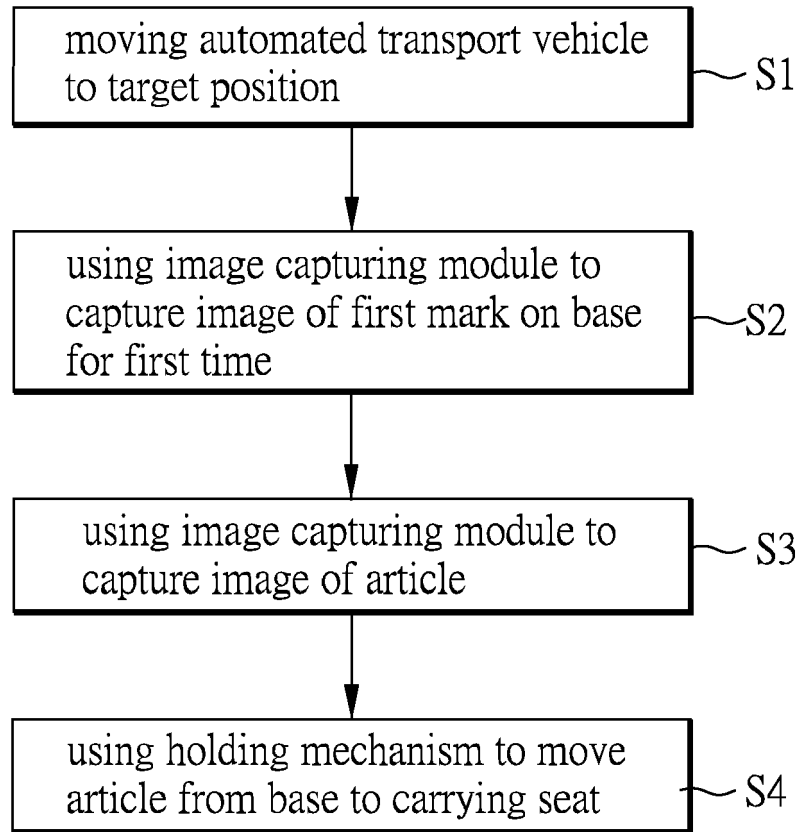 moving automated transport vehicle
to target position
S1
using image capturing module to
capture image of first mark on base
for first time
S2
using image capturing module to
capture image of article
S3
using holding mechanism to move
article from base to carrying seat
S4